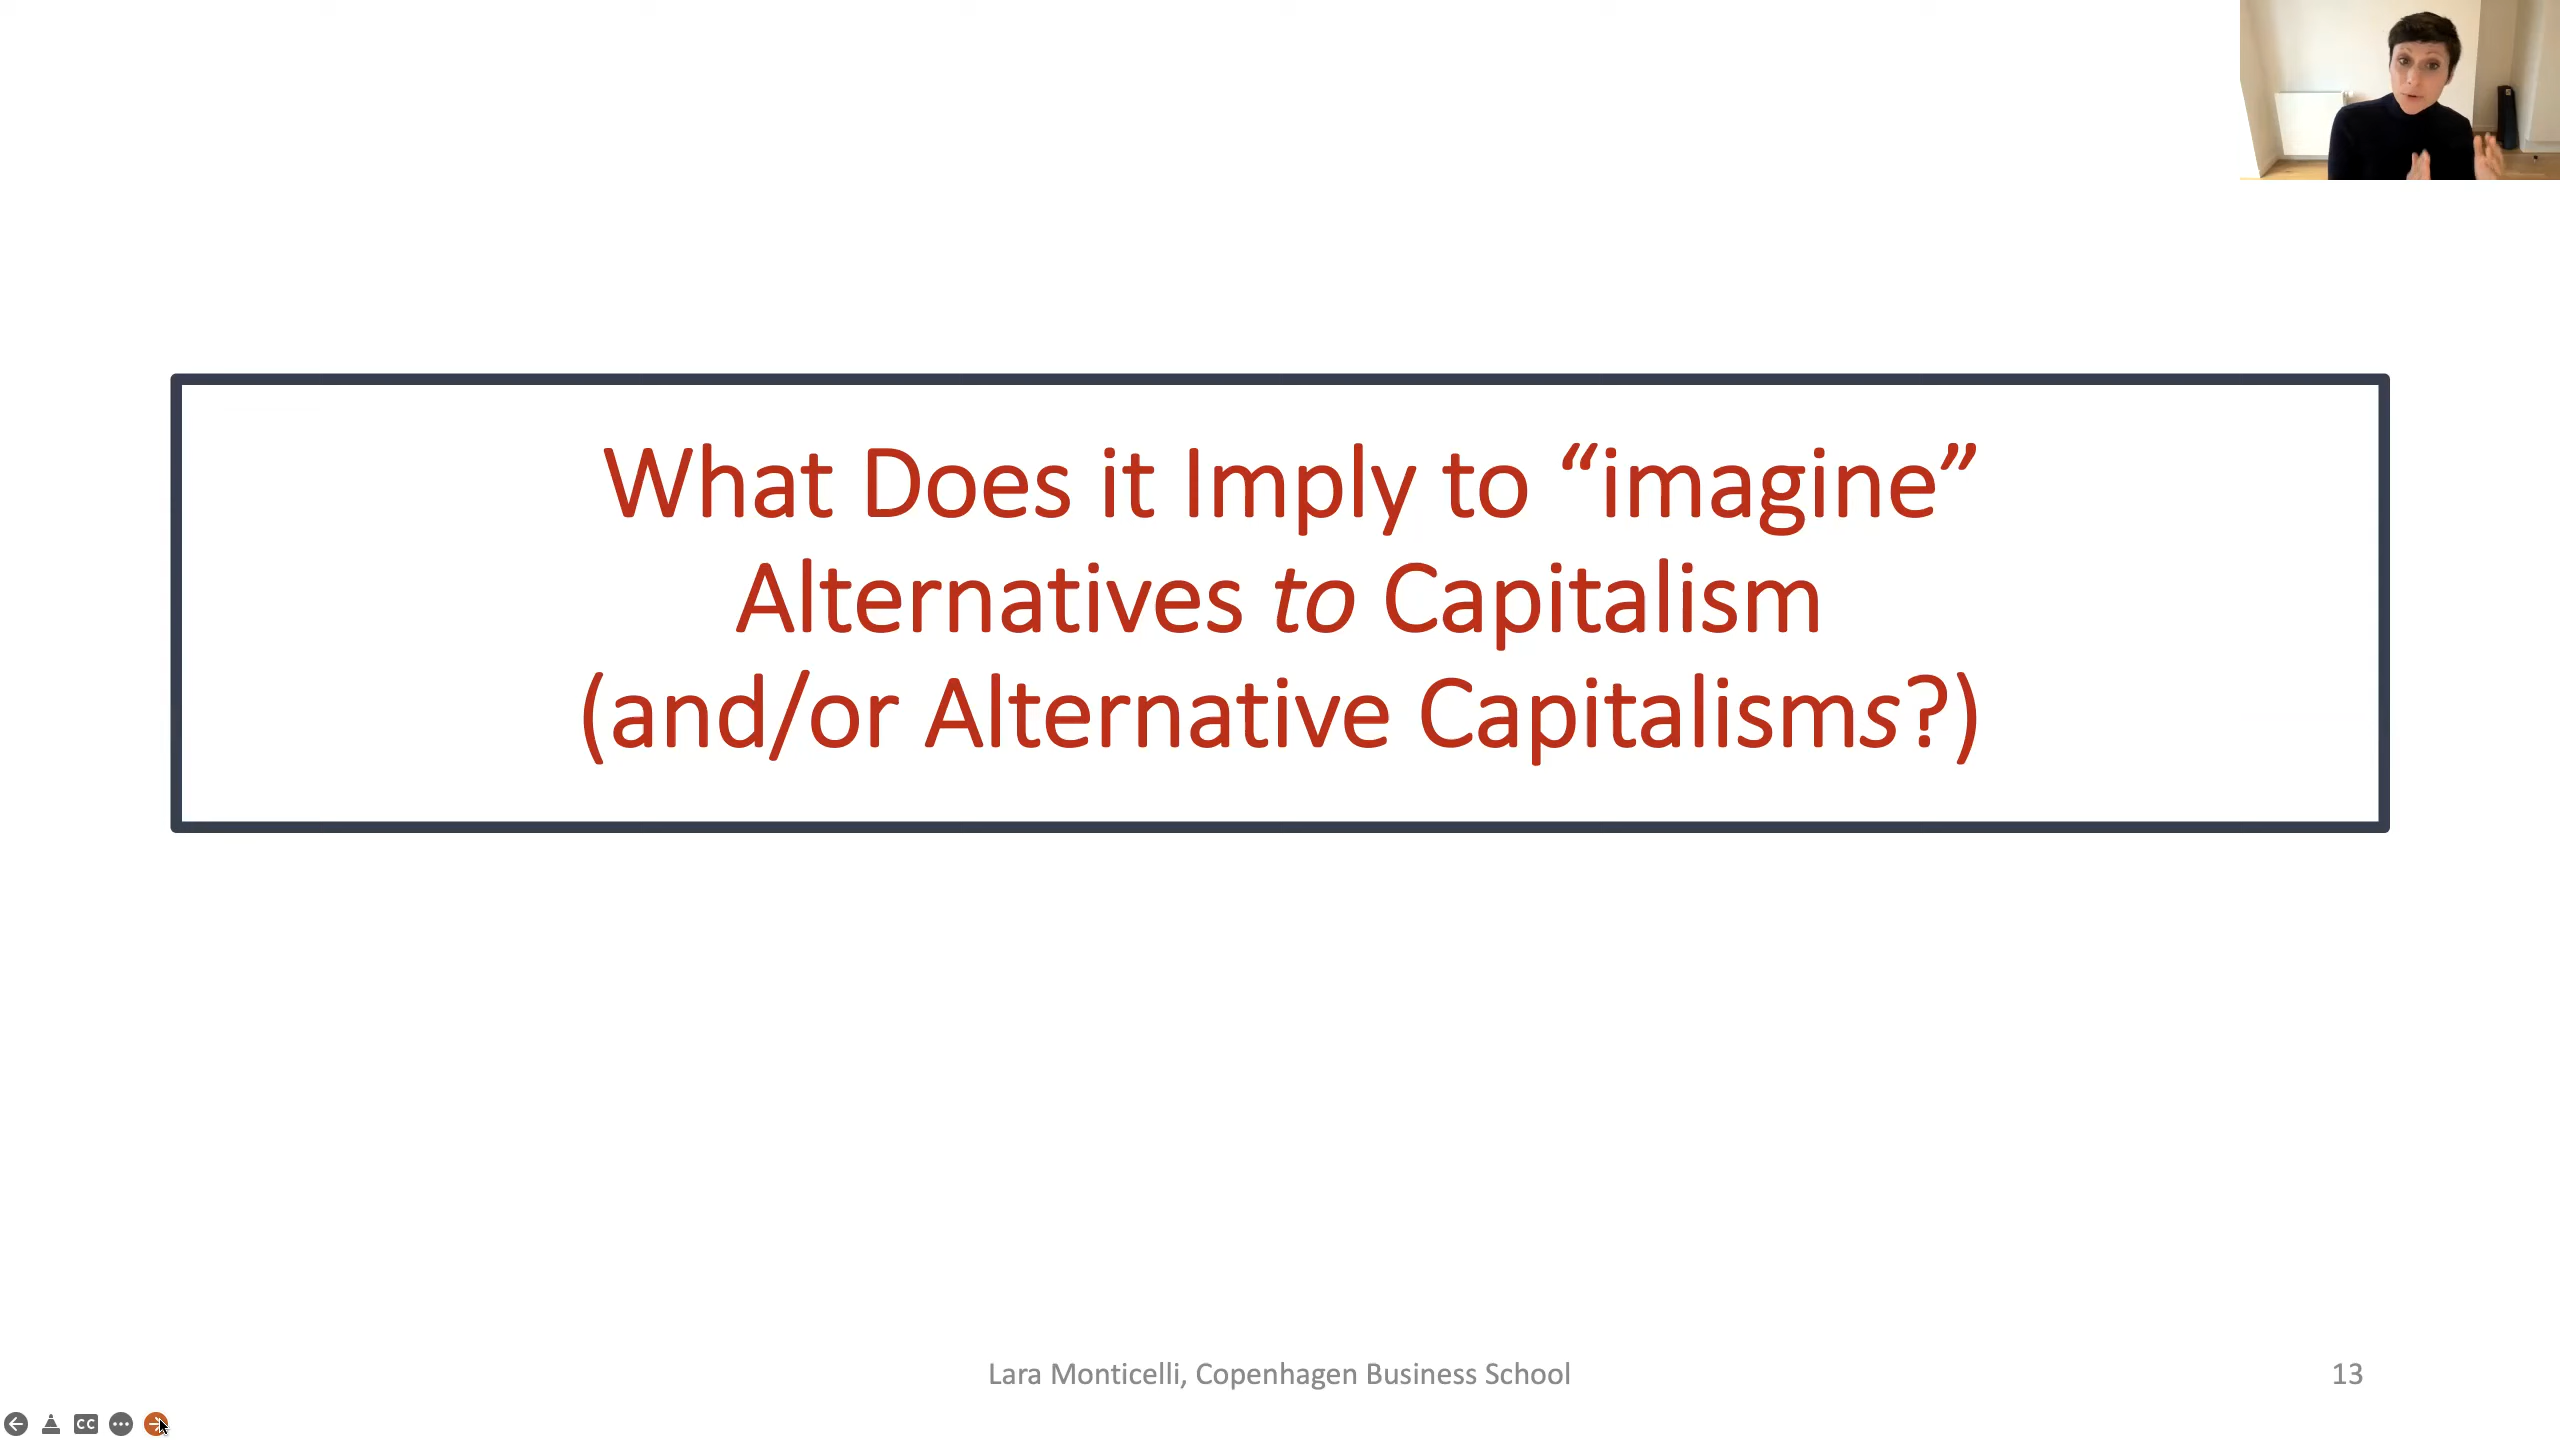 What Does it Imply to “imagine”
Alternatives to Capitalism
(and/or Alternative Capitalisms?)
Lara Monticelli, Copenhagen Business School
13
CC